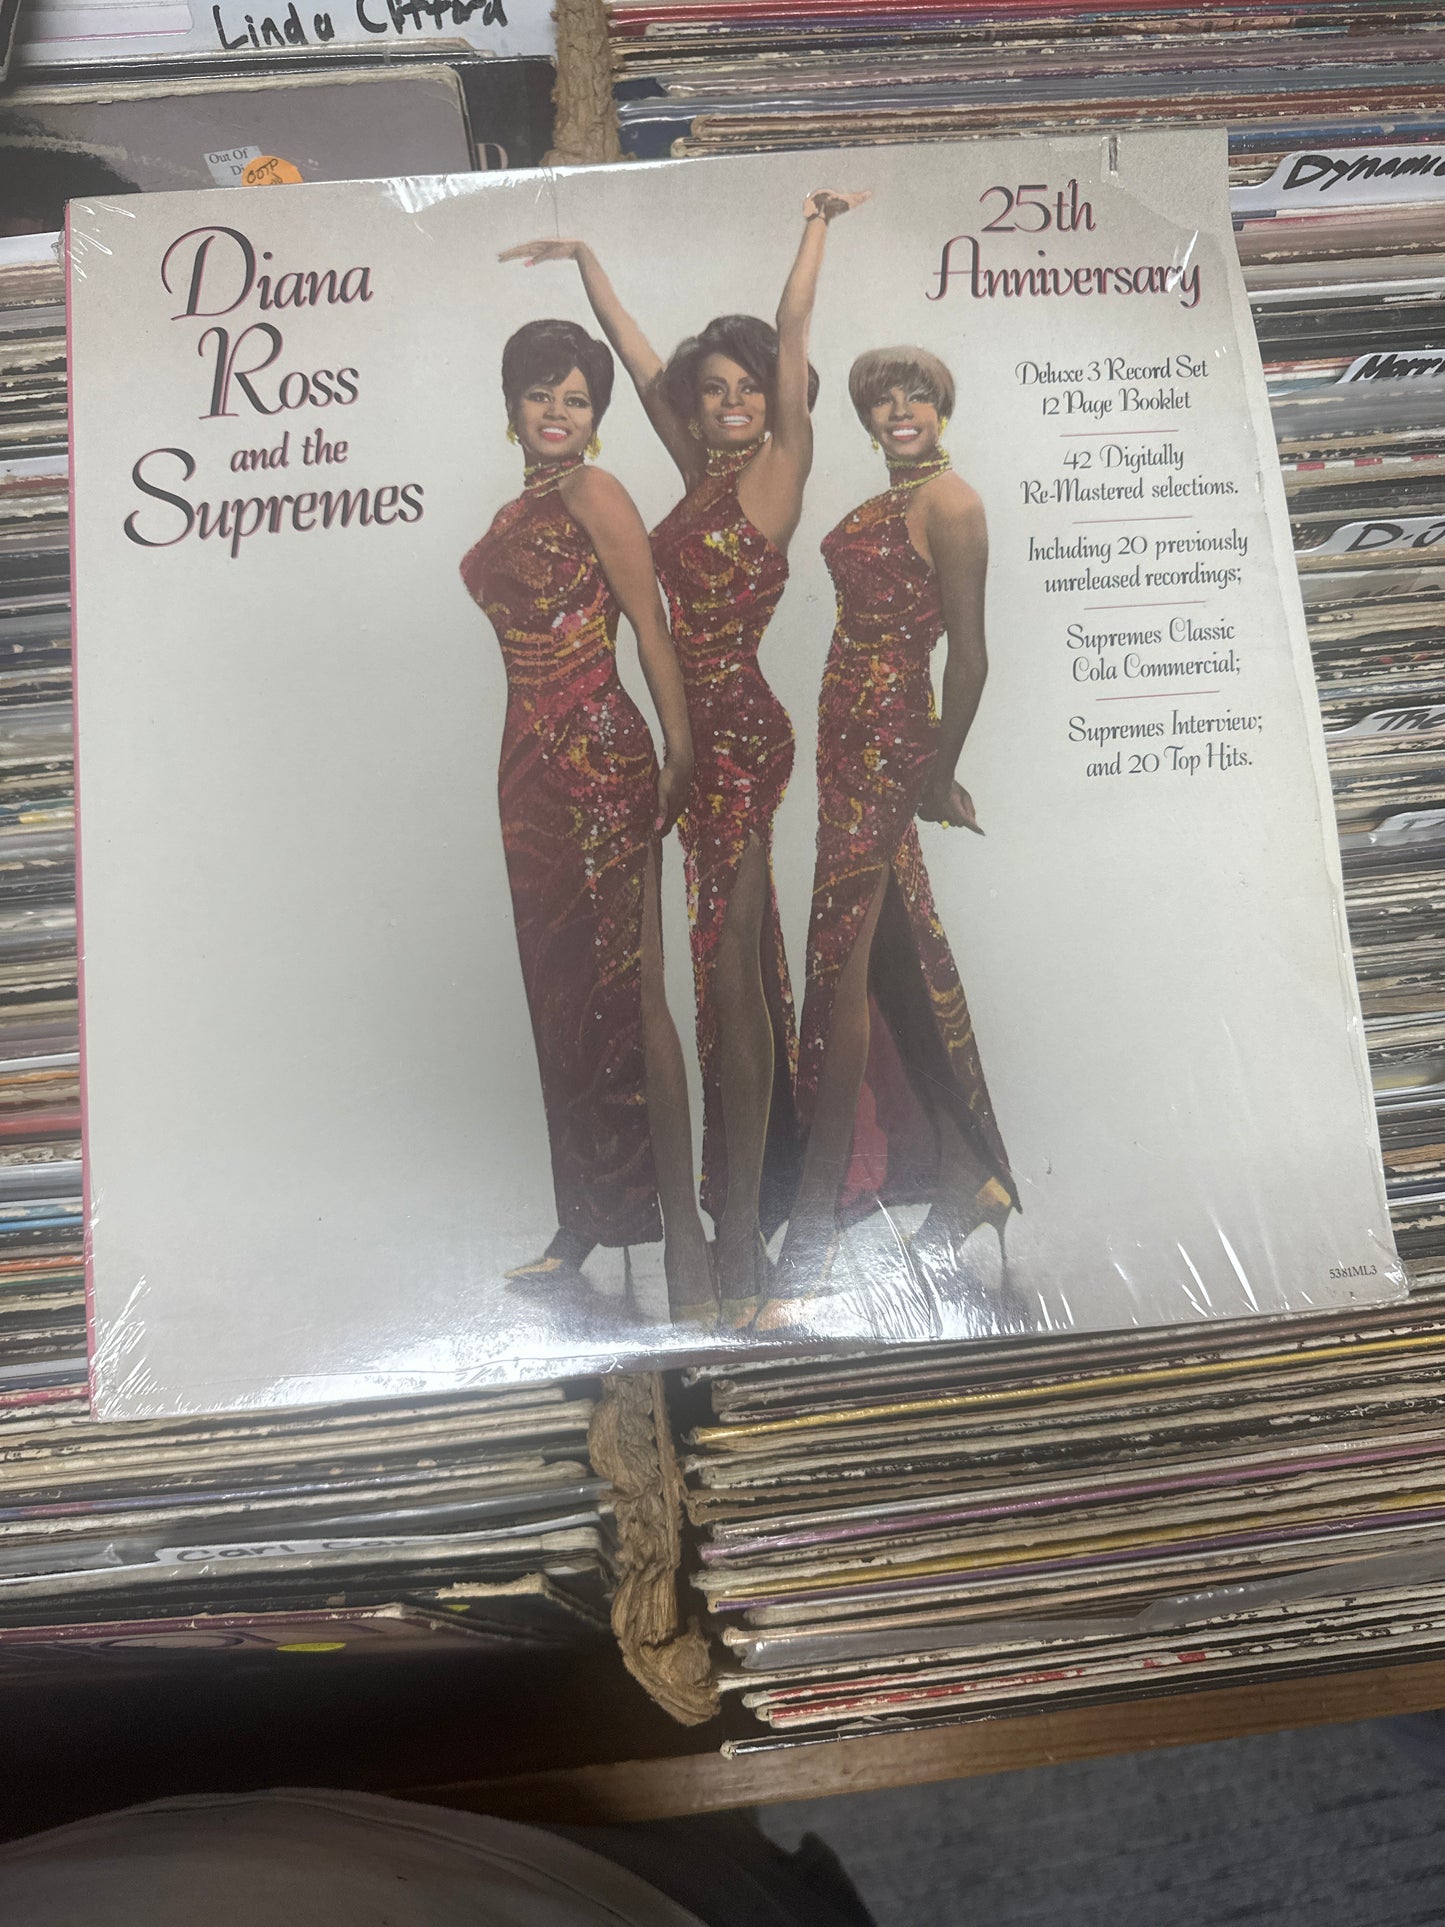 Linda Clifford
Out Of
OOTP
Diana
Ross
and the
Supremes
25th
Anniversary
Deluxe 3 Record Set
12 Page Booklet
42 Digitally
Re-Mastered selections.
Including 20 previously
unreleased recordings;
Supremes Classic
Cola Commercial;
Supremes Interview;
and 20 Top Hits.
5381ML3
The
Carl